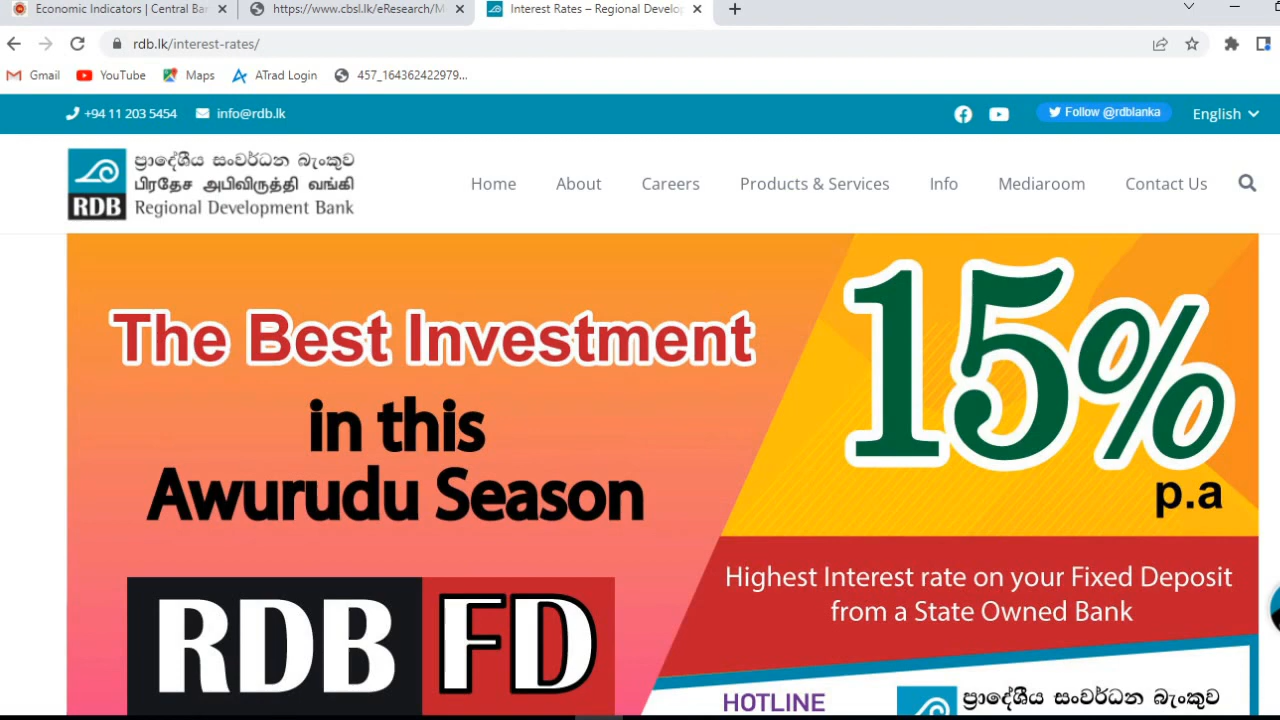 Economic Indicators | Central Ba
https://www.cbsl.lk/eResearch/M
Interest Rates – Regional Develo
rdb.lk/interest-rates/
Gmail
YouTube
Maps
ATrad Login
457_164362422979...
+94 11 203 5454
info@rdb.lk
Follow @rdblanka
English
RDB
ප්‍රාදේශීය සංවර්ධන බැංකුව
பிரதேச அபிவிருத்தி வங்கி
Regional Development Bank
Home
About
Careers
Products & Services
Info
Mediaroom
Contact Us
The Best Investment
in this
Awurudu Season
RDB FD
15%
p.a
Highest Interest rate on your Fixed Deposit
from a State Owned Bank
HOTLINE
ප්‍රාදේශීය සංවර්ධන බැංකුව